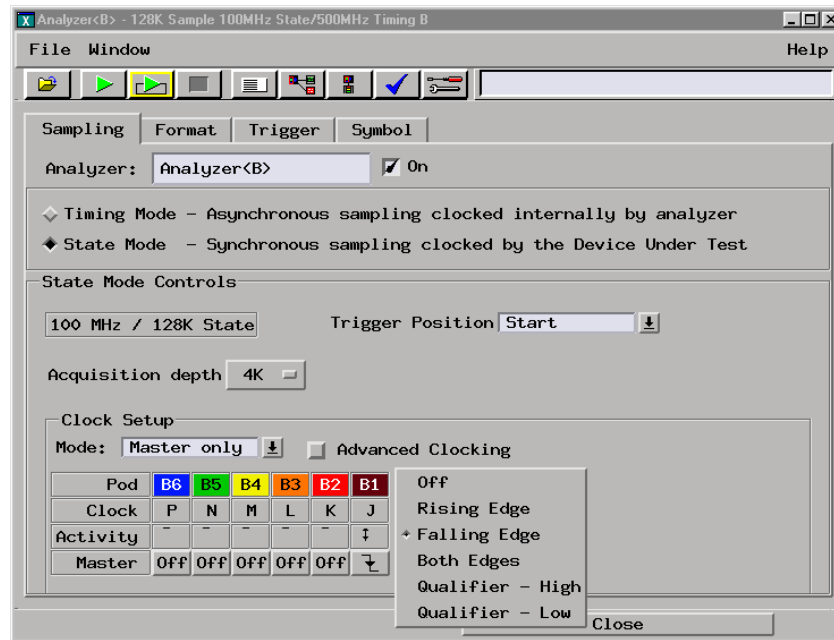 X Analyzer<B> - 128K Sample 100MHz State/500MHz Timing B
File Window Help
Sampling Format Trigger Symbol
Analyzer: Analyzer<B> On
Timing Mode - Asynchronous sampling clocked internally by analyzer
State Mode - Synchronous sampling clocked by the Device Under Test
State Mode Controls
100 MHz / 128K State Trigger Position Start
Acquisition depth 4K
Clock Setup
Mode: Master only Advanced Clocking
Pod B6 B5 B4 B3 B2 B1
Clock P N M L K J
Activity
Master Off Off Off Off Off
Off
Rising Edge
Falling Edge
Both Edges
Qualifier - High
Qualifier - Low
Close